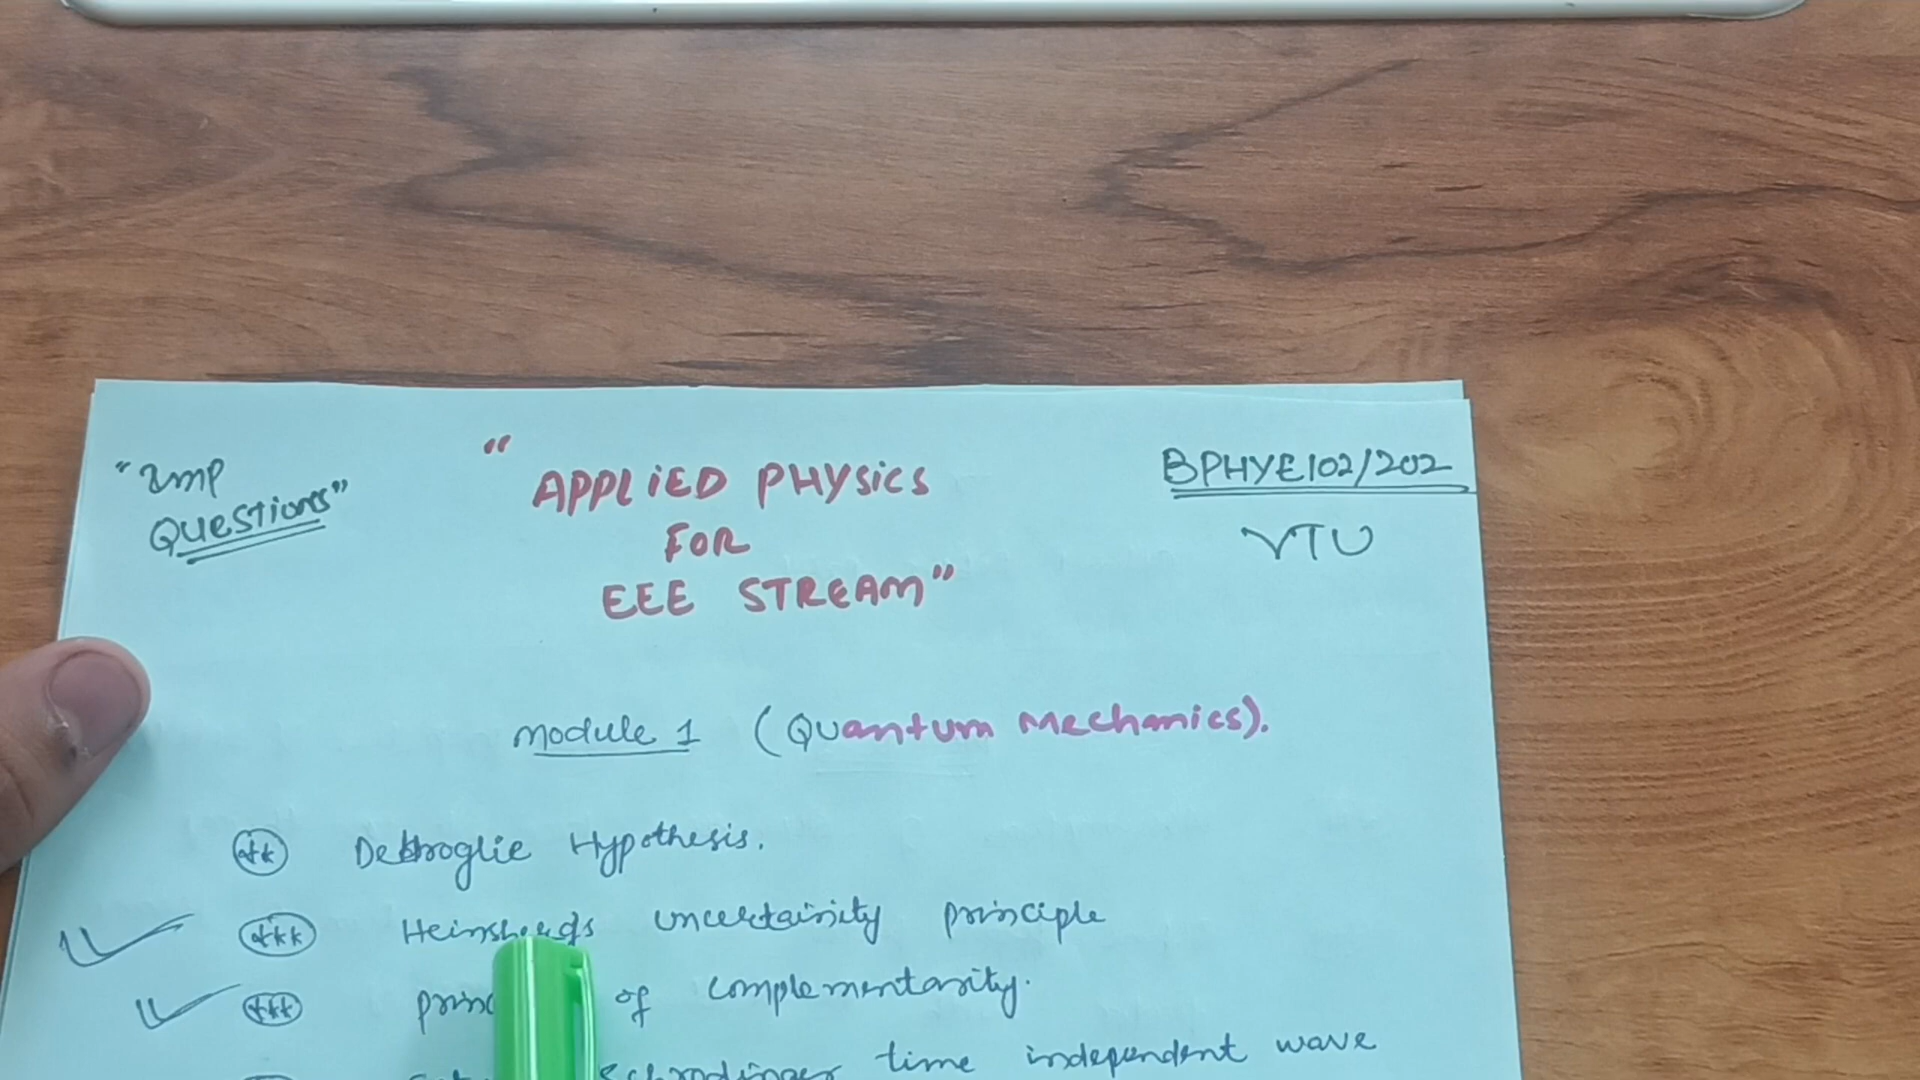 "Imp
Questions"
"APPLIED PHYSICS
FOR
EEE STREAM"
BPHYE102/202
VTU
Module 1 (Quantum Mechanics).
** Debroglie Hypothesis.
*** uncertainity principle
*** of complementarity.
Schrodinger time independent wave